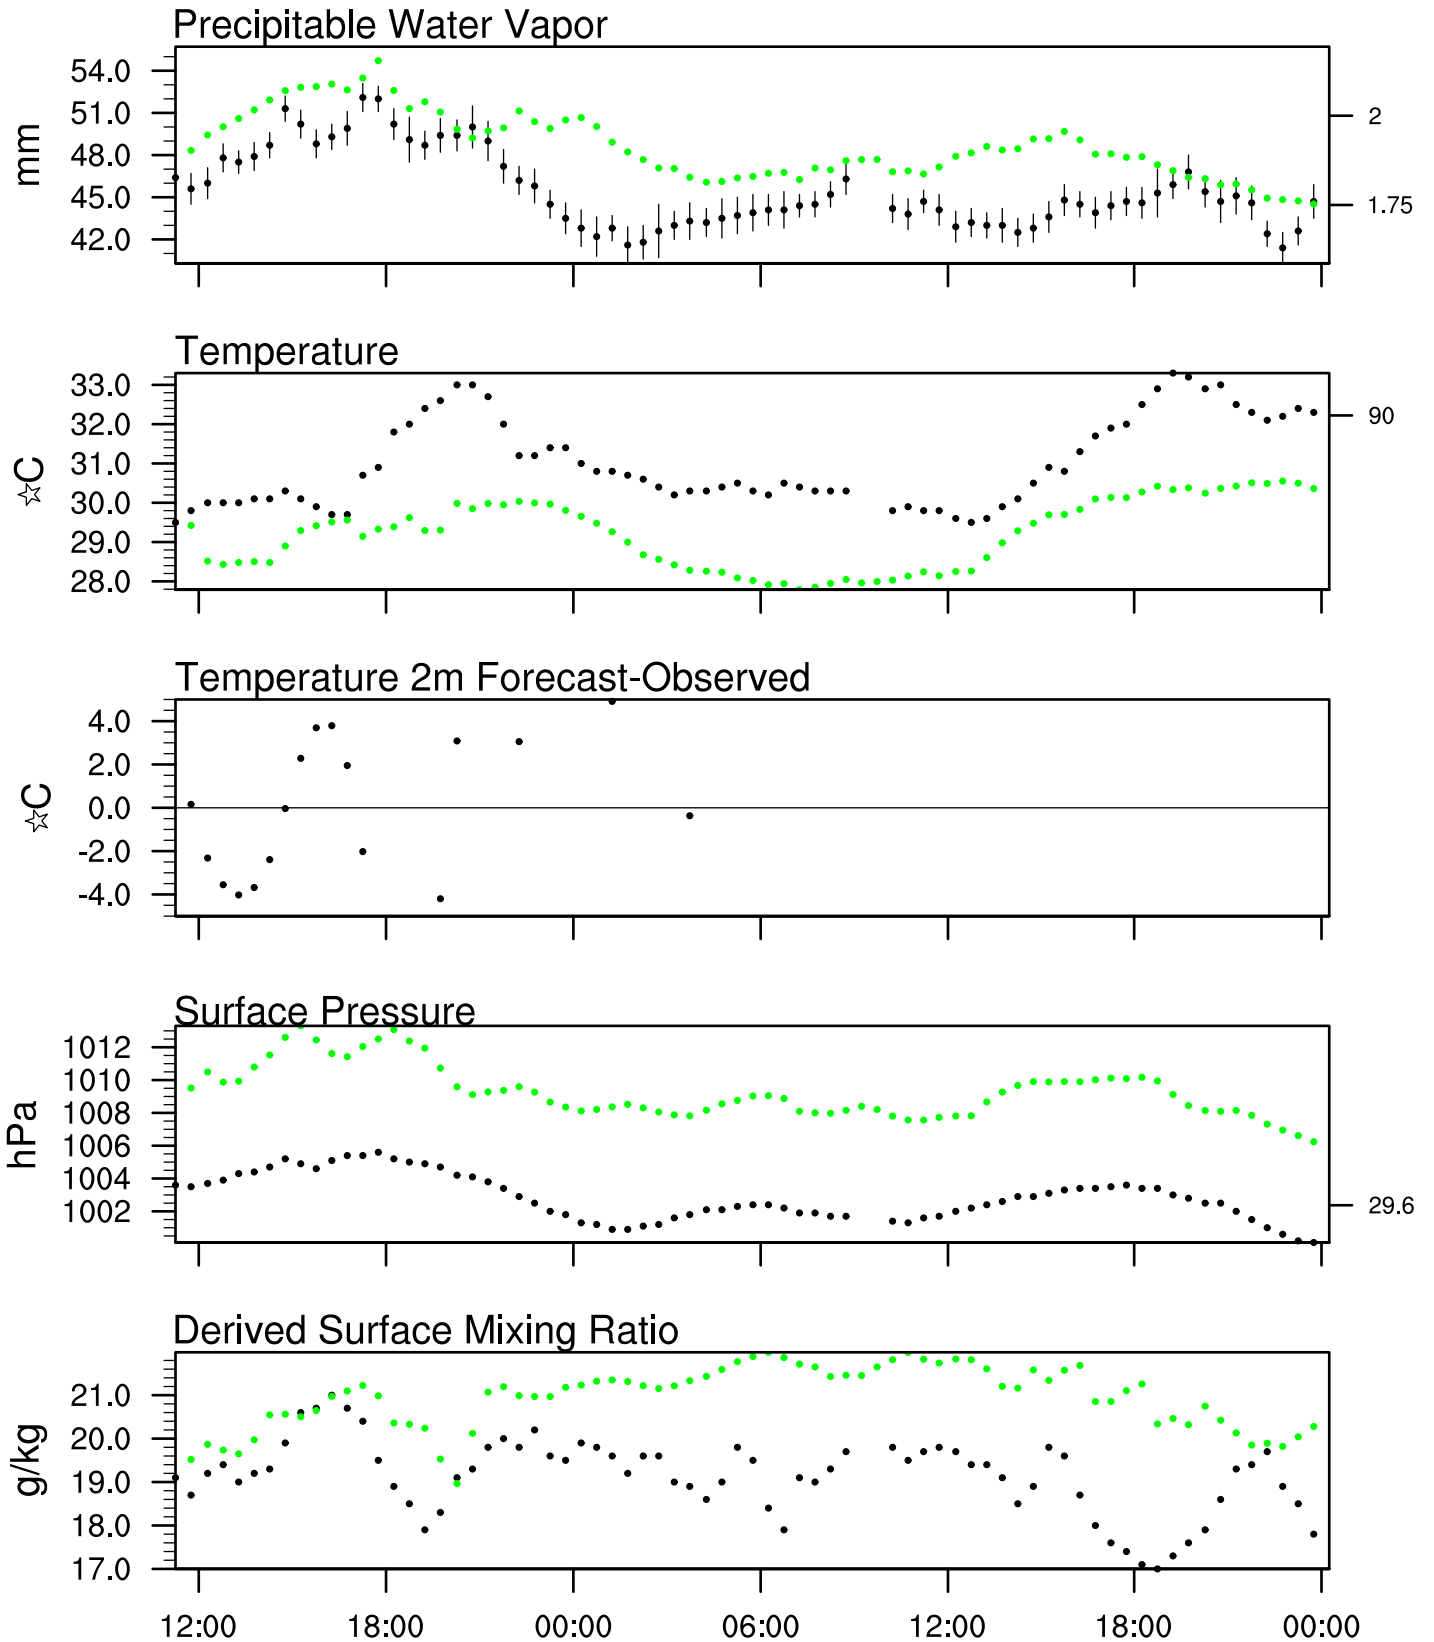 Precipitable Water Vapor
54.0
51.0
48.0
45.0
42.0
mm
2
1.75
Temperature
33.0
32.0
31.0
30.0
29.0
28.0
☆C
90
Temperature 2m Forecast-Observed
4.0
2.0
0.0
-2.0
-4.0
☆C
Surface Pressure
1012
1010
1008
1006
1004
1002
hPa
29.6
Derived Surface Mixing Ratio
21.0
20.0
19.0
18.0
17.0
g/kg
12:00 18:00 00:00 06:00 12:00 18:00 00:00